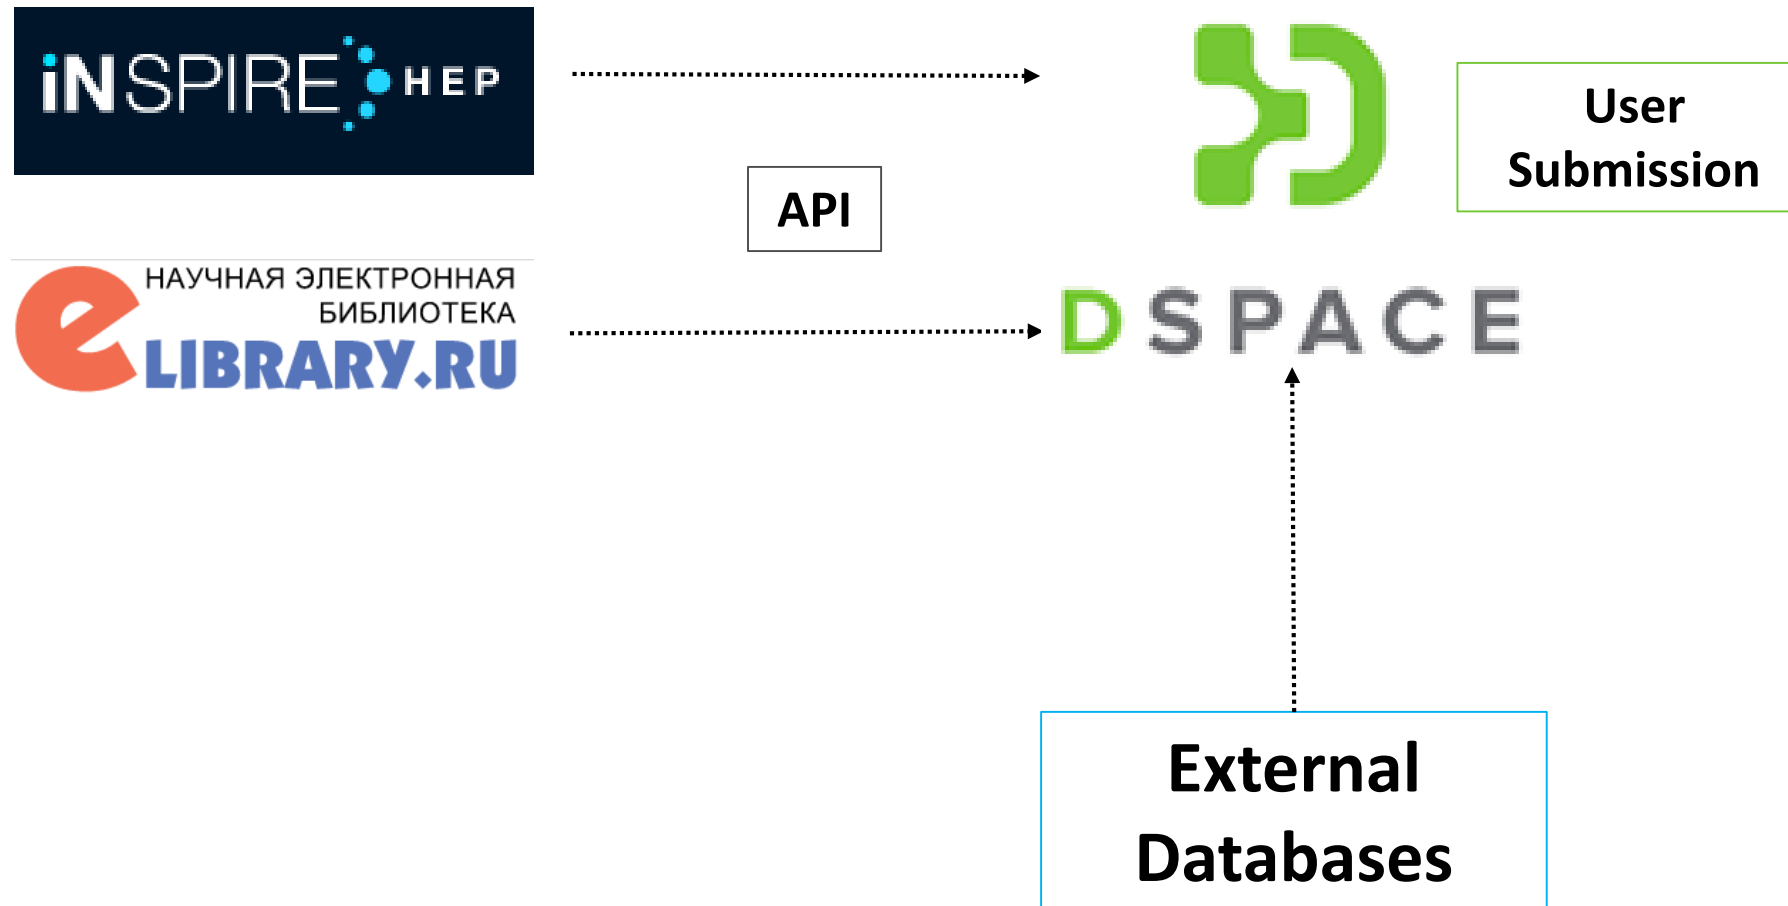 iNSPIRE HEP
НАУЧНАЯ ЭЛЕКТРОННАЯ
БИБЛИОТЕКА
eLIBRARY.RU
API
DSPACE
User
Submission
External
Databases